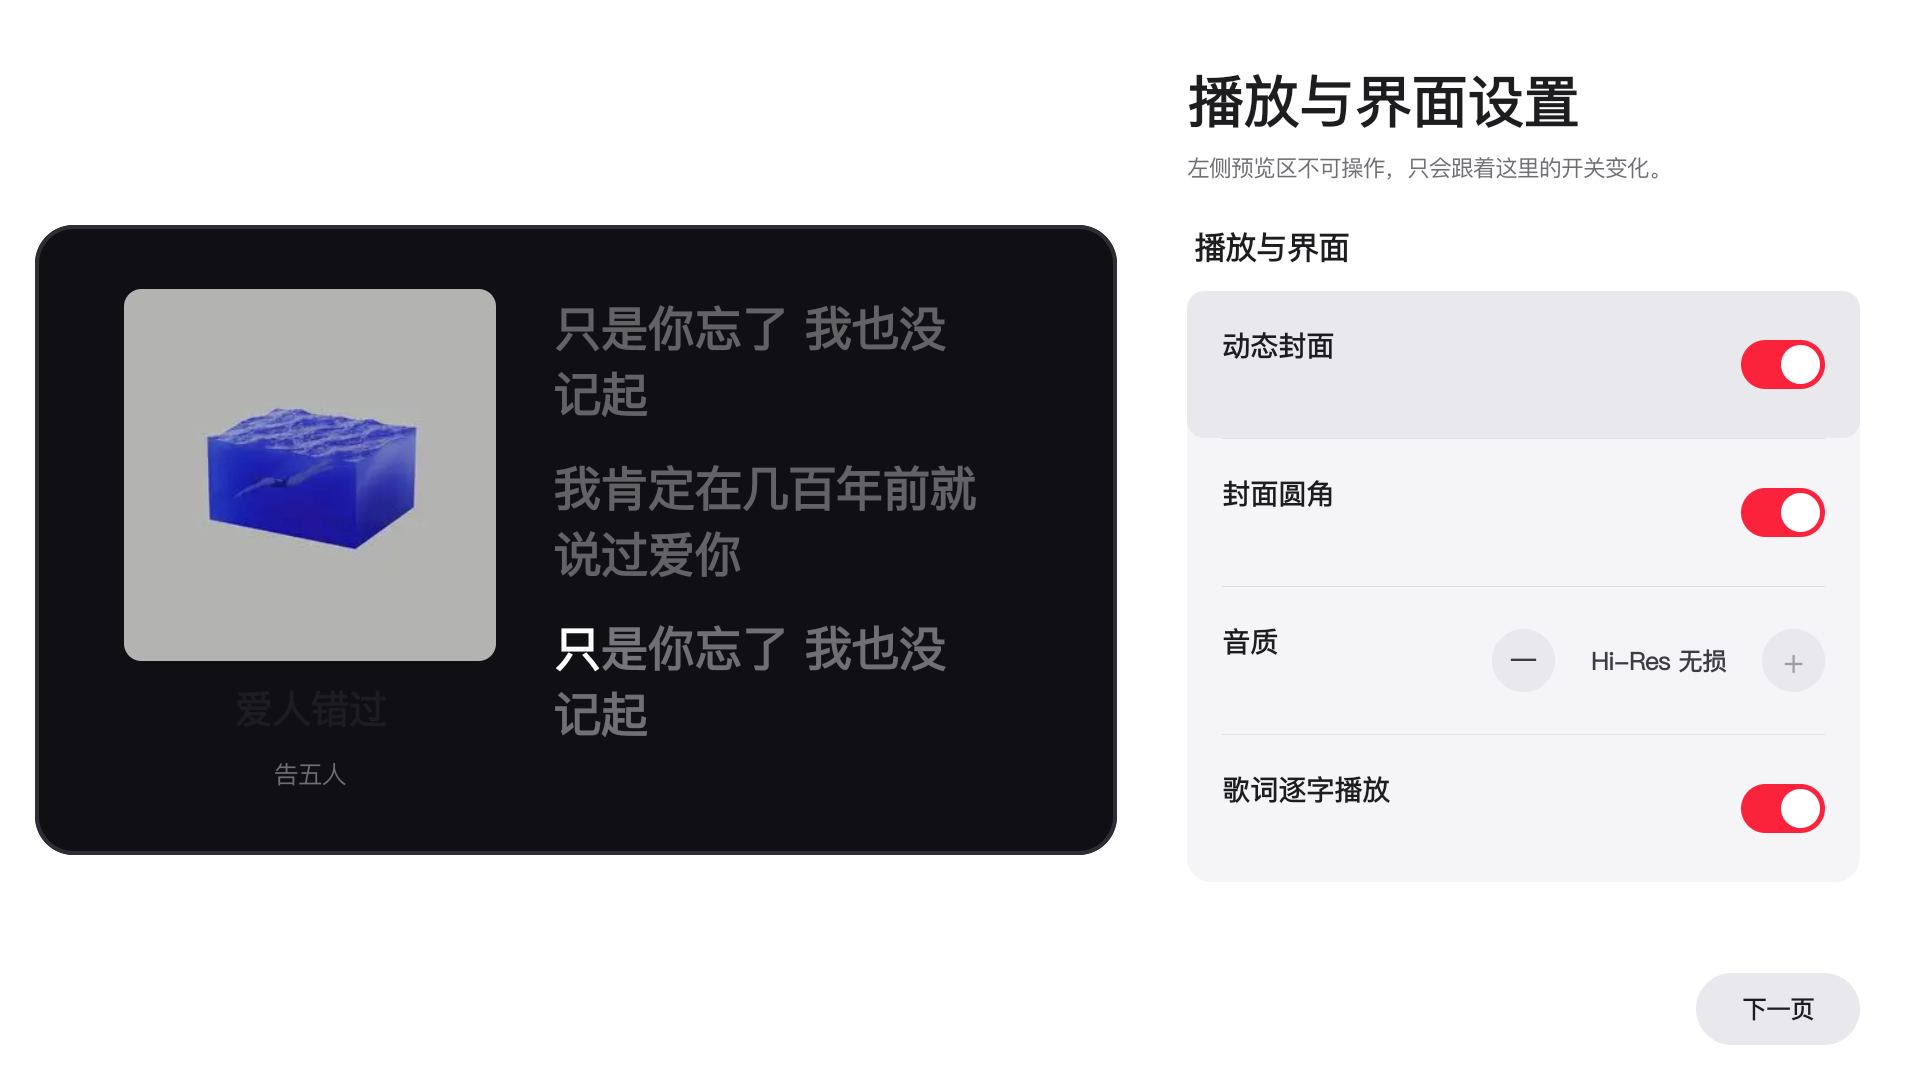 播放与界面设置
左侧预览区不可操作，只会跟着这里的开关变化。
只是你忘了 我也没
记起
我肯定在几百年前就
说过爱你
只是你忘了 我也没
记起
爱人错过
告五人
播放与界面
动态封面
封面圆角
音质
— Hi-Res 无损 +
歌词逐字播放
下一页